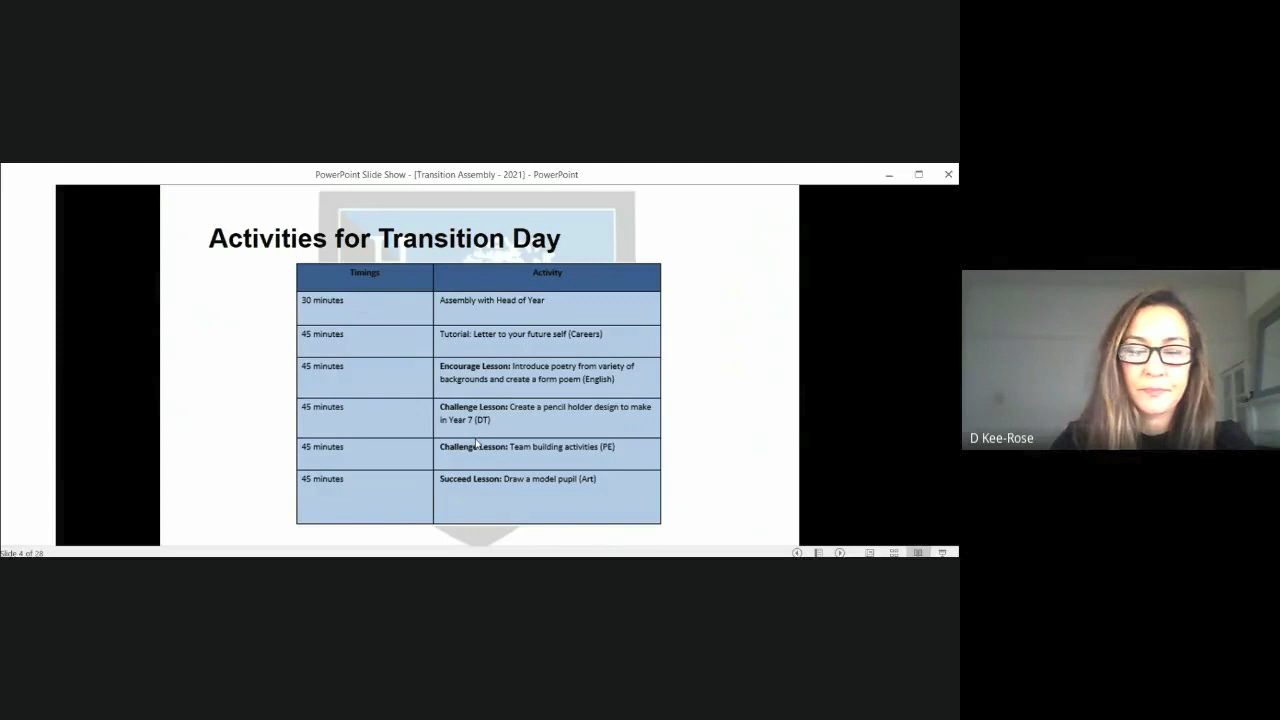 PowerPoint Slide Show - [Transition Assembly - 2021] - PowerPoint
Activities for Transition Day
Timings Activity
30 minutes Assembly with Head of Year
45 minutes Tutorial: Letter to your future self (Careers)
45 minutes Encourage Lesson: Introduce poetry from variety of
backgrounds and create a form poem (English)
45 minutes Challenge Lesson: Create a pencil holder design to make
in Year 7 (DT)
45 minutes Challenge Lesson: Team building activities (PE)
45 minutes Succeed Lesson: Draw a model pupil (Art)
D Kee-Rose
Slide 4 of 28